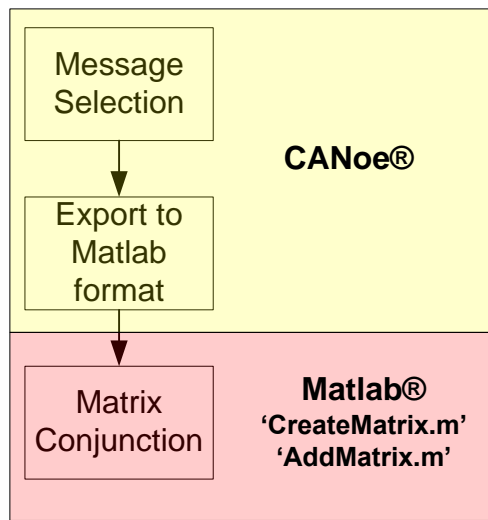 Message
Selection
CANoe®
Export to
Matlab
format
Matrix
Conjunction
Matlab®
‘CreateMatrix.m’
‘AddMatrix.m’